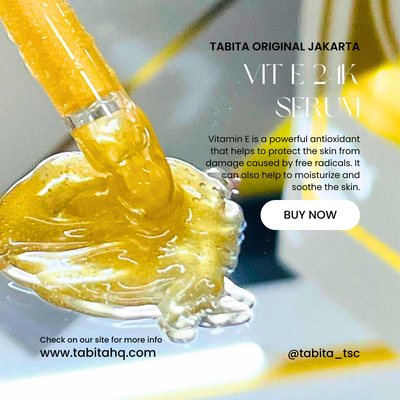 TABITA ORIGINAL JAKARTA
VIT E 24K
SERUM
Vitamin E is a powerful antioxidant
that helps to protect the skin from
damage caused by free radicals. It
can also help to moisturize and
soothe the skin.
BUY NOW
Check on our site for more info
www.tabitahq.com
@tabita_tsc